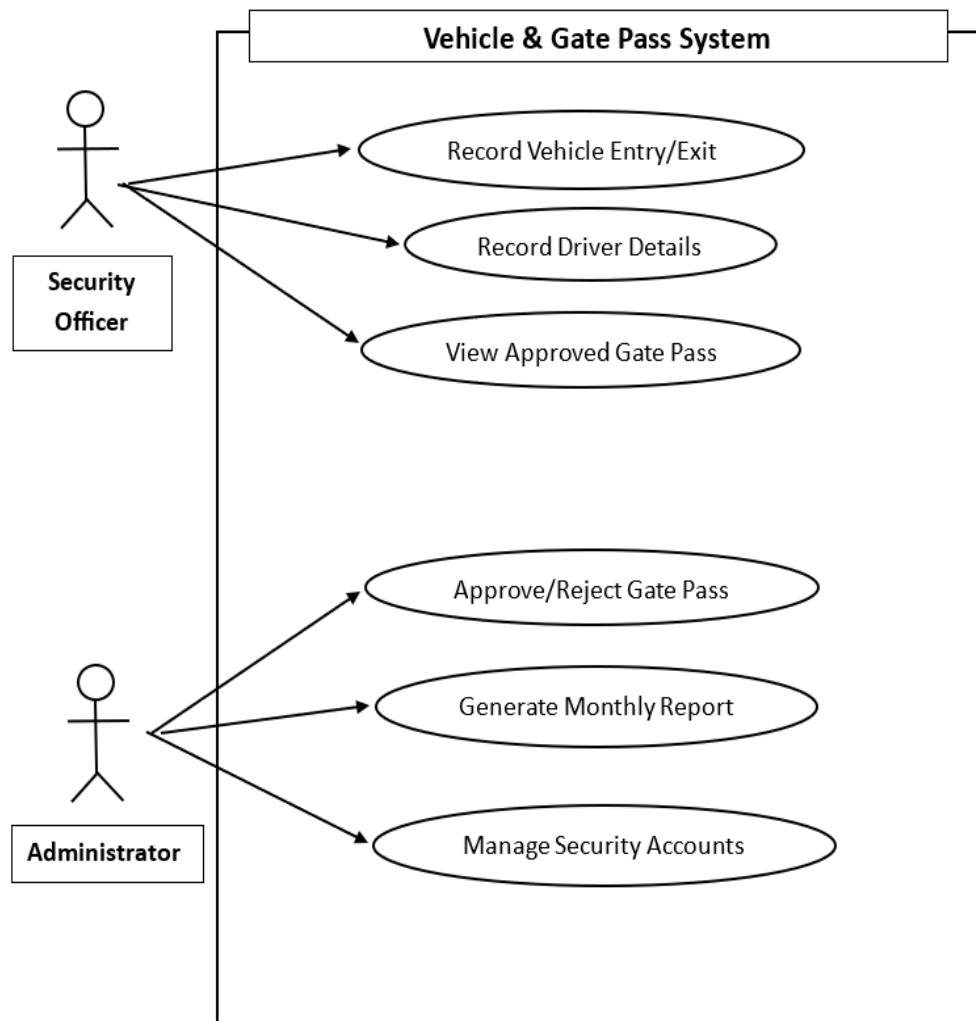 Vehicle & Gate Pass System
Record Vehicle Entry/Exit
Record Driver Details
Security
Officer
View Approved Gate Pass
Approve/Reject Gate Pass
Generate Monthly Report
Administrator
Manage Security Accounts